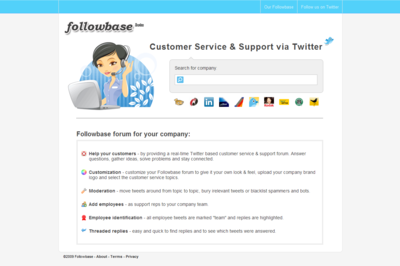 Our Followbase Follow us on Twitter
followbase beta
Customer Service & Support via Twitter
Search for company:
Followbase forum for your company:
Help your customers - by providing a real-time Twitter based customer service & support forum. Answer
questions, gather ideas, solve problems and stay connected.
Customization - customize your Followbase forum to give it your own look & feel, upload your company brand
logo and select the customer service topics.
Moderation - move tweets around from topic to topic, bury irrelevant tweets or blacklist spammers and bots.
Add employees - as support reps to your company team
Employee identification - all employee tweets are marked "team" and replies are highlighted.
Threaded replies - easy and quick to find replies and to see which tweets were answered.
©2009 Followbase - About - Terms - Privacy